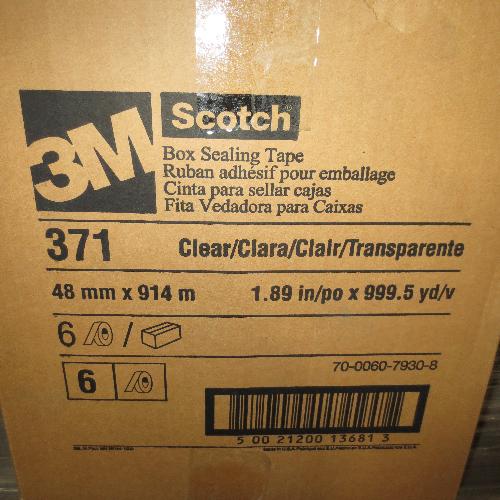 3M
Scotch
Box Sealing Tape
Ruban adhésif pour emballage
Cinta para sellar cajas
Fita Vedadora para Caixas
371 Clear/Clara/Clair/Transparente
48 mm x 914 m 1.89 in/po x 999.5 yd/v
6 /
70-0060-7930-8
6
5 00 21200 13681 3